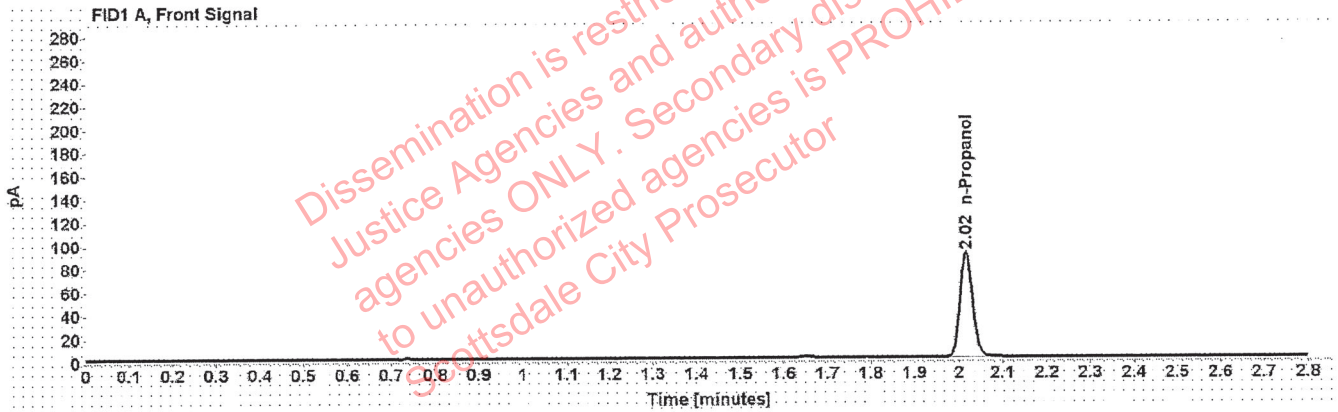 FID1 A, Front Signal
280
260
240
220
200
180
160
140
120
100
80
60
40
20
0
pA
2.02 n-Propanol
0 0.1 0.2 0.3 0.4 0.5 0.6 0.7 0.8 0.9 1 1.1 1.2 1.3 1.4 1.5 1.6 1.7 1.8 1.9 2 2.1 2.2 2.3 2.4 2.5 2.6 2.7 2.8
Time [minutes]
Dissemination is
Justice Agencies and
agencies ONLY. Secondary
to unauthorized agencies is
Scottsdale City Prosecutor